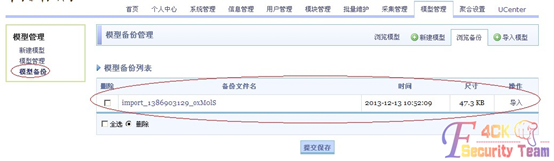 首页 个人中心 系统管理 信息管理 用户管理 模块管理 批量维护 采集管理 模型管理 聚合设置 UCenter
模型管理
新建模型
模型管理
模型备份
模型备份管理
浏览模型 新建模型 浏览备份 导入模型
模型备份列表
删除 备份文件名 时间 尺寸 操作
import_1386903129_o1MolS 2013-12-13 10:52:09 47.3 KB 导入
全选 删除
提交保存
F4CK
Security Team